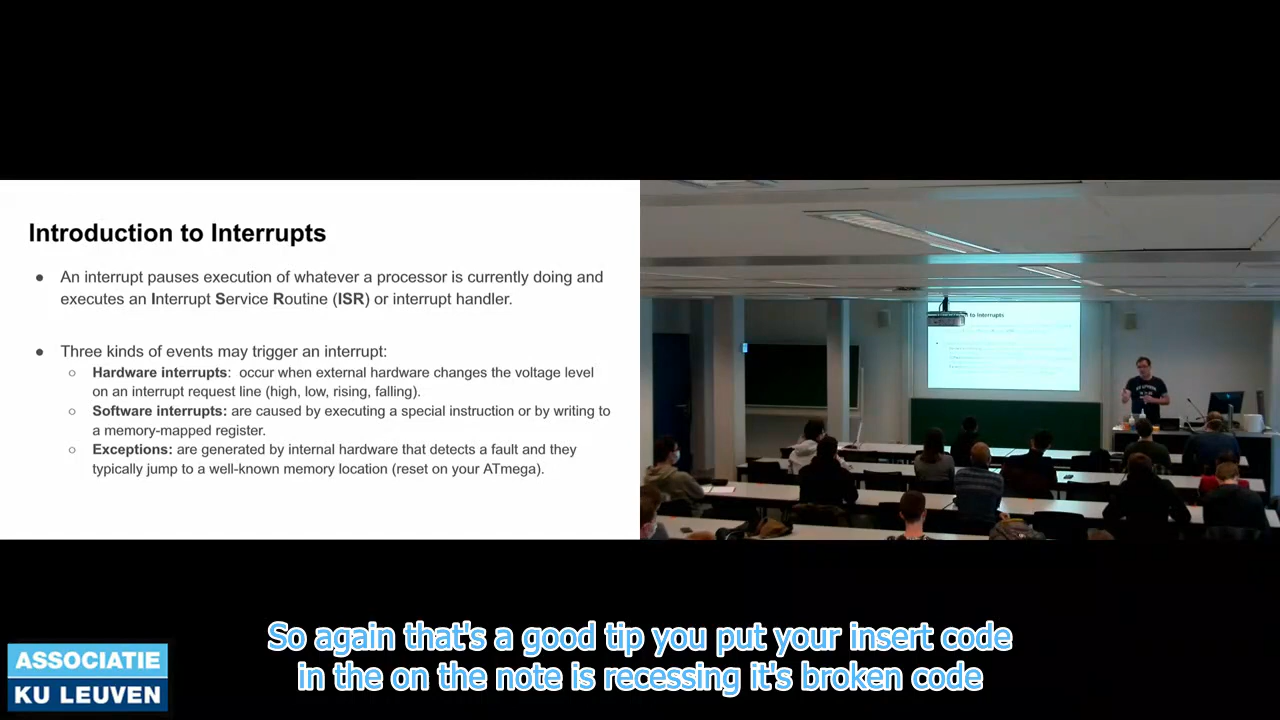 Introduction to Interrupts
● An interrupt pauses execution of whatever a processor is currently doing and
executes an Interrupt Service Routine (ISR) or interrupt handler.
● Three kinds of events may trigger an interrupt:
○ Hardware interrupts: occur when external hardware changes the voltage level
on an interrupt request line (high, low, rising, falling).
○ Software interrupts: are caused by executing a special instruction or by writing to
a memory-mapped register.
○ Exceptions: are generated by internal hardware that detects a fault and they
typically jump to a well-known memory location (reset on your ATmega).
to Interrupts
So again that's a good tip you put your insert code
in the on the note is recessing it's broken code
ASSOCIATIE
KU LEUVEN